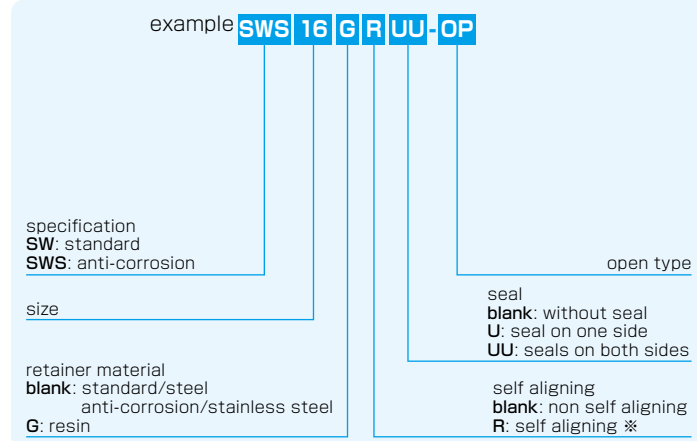 example SWS 16 G R UU-OP
specification
SW: standard
SWS: anti-corrosion
size
retainer material
blank: standard/steel
anti-corrosion/stainless steel
G: resin
open type
seal
blank: without seal
U: seal on one side
UU: seals on both sides
self aligning
blank: non self aligning
R: self aligning ※